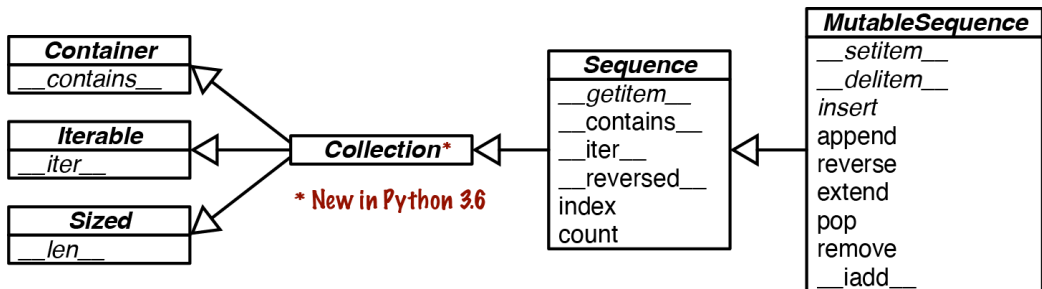 Container
__contains__
Iterable
__iter__
Sized
__len__
Collection*
* New in Python 3.6
Sequence
__getitem__
__contains__
__iter__
__reversed__
index
count
MutableSequence
__setitem__
__delitem__
insert
append
reverse
extend
pop
remove
__iadd__